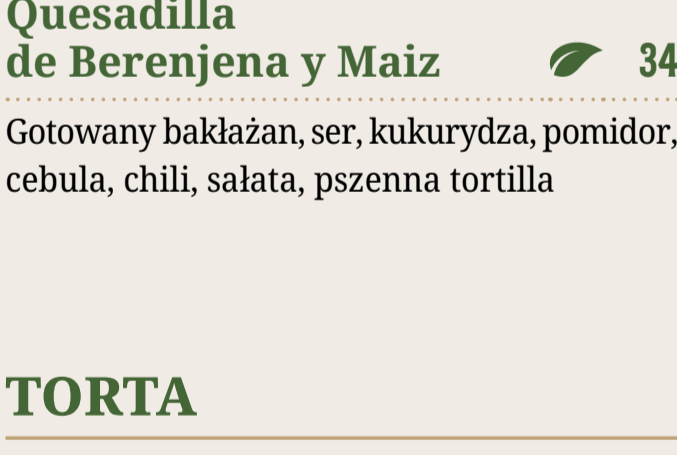 Quesadilla
de Berenjena y Maiz 34
Gotowany bakłażan, ser, kukurydza, pomidor,
cebula, chili, sałata, pszenna tortilla
TORTA